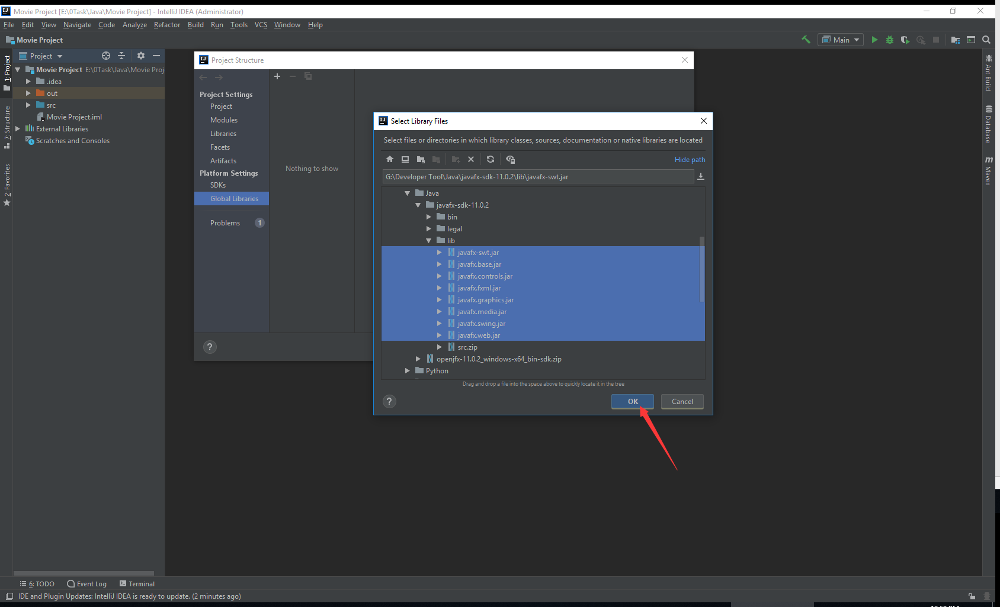 Movie Project [E:\0Task\Java\Movie Project] - IntelliJ IDEA (Administrator)
File Edit View Navigate Code Analyze Refactor Build Run Tools VCS Window Help
Movie Project
Main
1: Project
7: Structure
2: Favorites
Project
Movie Project E:\0Task\Java\Movie Proj
.idea
out
src
Movie Project.iml
External Libraries
Scratches and Consoles
Project Structure
Project Settings
Project
Modules
Libraries
Facets
Artifacts
Platform Settings
SDKs
Global Libraries
Problems 1
Nothing to show
?
Select Library Files
Select files or directories in which library classes, sources, documentation or native libraries are located
Hide path
G:\Developer Tool\Java\javafx-sdk-11.0.2\lib\javafx-swt.jar
Java
javafx-sdk-11.0.2
bin
legal
lib
javafx-swt.jar
javafx.base.jar
javafx.controls.jar
javafx.fxml.jar
javafx.graphics.jar
javafx.media.jar
javafx.swing.jar
javafx.web.jar
src.zip
openjfx-11.0.2_windows-x64_bin-sdk.zip
Python
Drag and drop a file into the space above to quickly locate it in the tree
?
OK
Cancel
Ant Build
Database
m Maven
6: TODO Event Log Terminal
IDE and Plugin Updates: IntelliJ IDEA is ready to update. (2 minutes ago)